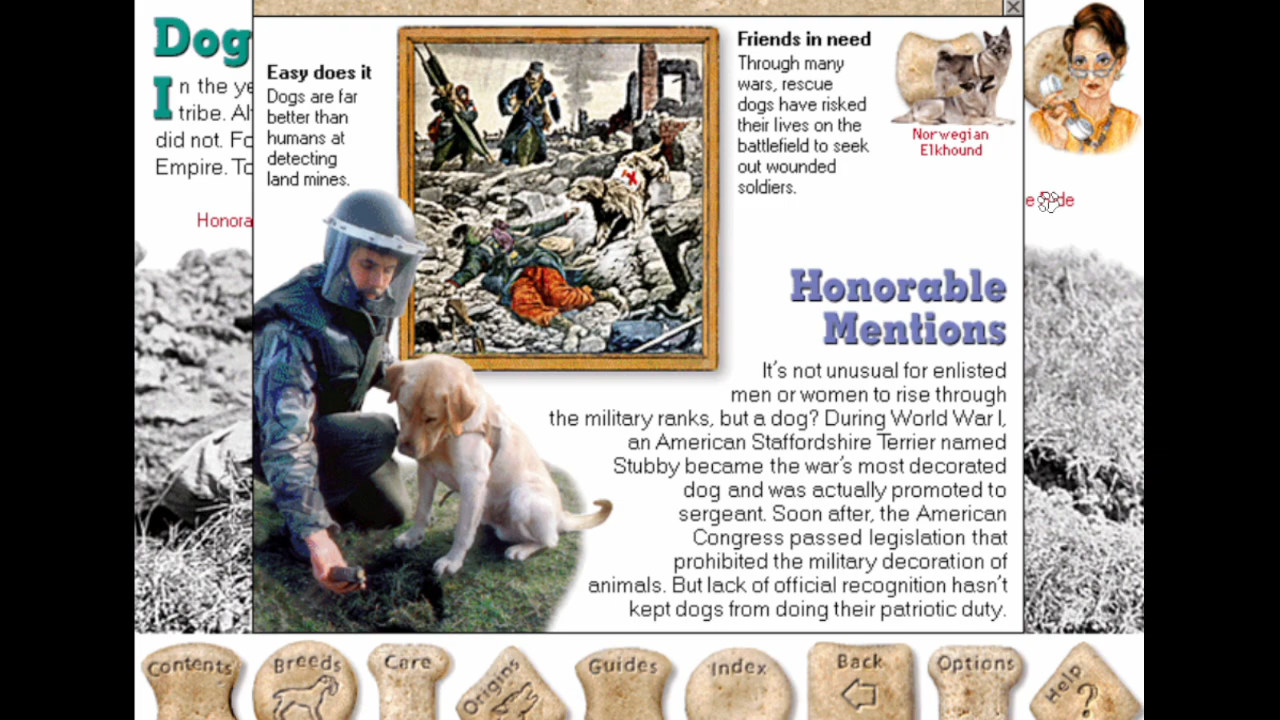 Dog
In the ye
tribe. Al
did not. Fo
Empire. To
Honora
Easy does it
Dogs are far
better than
humans at
detecting
land mines.
Friends in need
Through many
wars, rescue
dogs have risked
their lives on the
battlefield to seek
out wounded
soldiers.
Norwegian
Elkhound
Honorable
Mentions
It's not unusual for enlisted
men or women to rise through
the military ranks, but a dog? During World War I,
an American Staffordshire Terrier named
Stubby became the war's most decorated
dog and was actually promoted to
sergeant. Soon after, the American
Congress passed legislation that
prohibited the military decoration of
animals. But lack of official recognition hasn't
kept dogs from doing their patriotic duty.
Contents
Breeds
Care
Origins
Guides
Index
Back
Options
Help
?